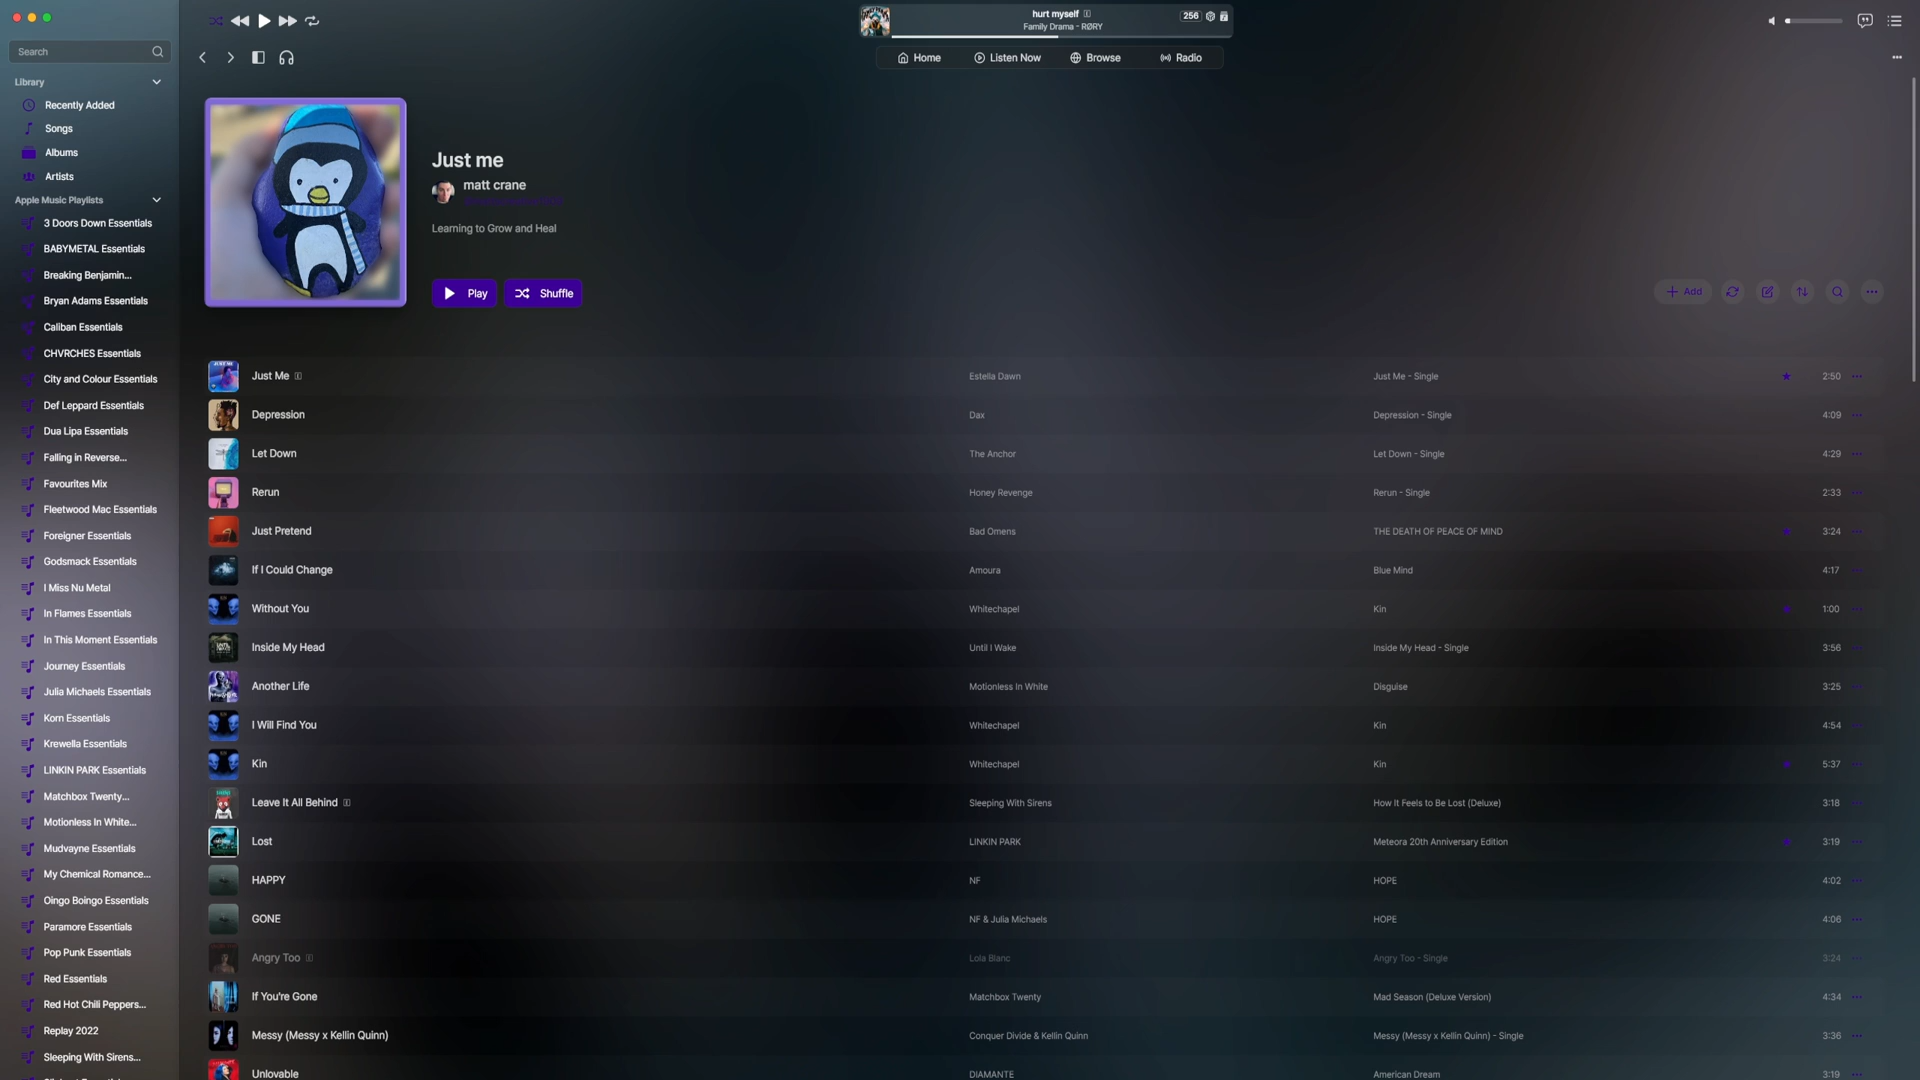 hurt myself
Family Drama - RØRY
256
Search
Home
Listen Now
Browse
Radio
Library
Recently Added
Songs
Albums
Artists
Apple Music Playlists
3 Doors Down Essentials
BABYMETAL Essentials
Breaking Benjamin...
Bryan Adams Essentials
Caliban Essentials
CHVRCHES Essentials
City and Colour Essentials
Def Leppard Essentials
Dua Lipa Essentials
Falling in Reverse...
Favourites Mix
Fleetwood Mac Essentials
Foreigner Essentials
Godsmack Essentials
I Miss Nu Metal
In Flames Essentials
In This Moment Essentials
Journey Essentials
Julia Michaels Essentials
Korn Essentials
Krewella Essentials
LINKIN PARK Essentials
Matchbox Twenty...
Motionless In White...
Mudvayne Essentials
My Chemical Romance...
Oingo Boingo Essentials
Paramore Essentials
Pop Punk Essentials
Red Essentials
Red Hot Chili Peppers...
Replay 2022
Sleeping With Sirens...
Just me
matt crane
Learning to Grow and Heal
Play
Shuffle
Add
Just Me Estella Dawn Just Me - Single 2:50
Depression Dax Depression - Single 4:09
Let Down The Anchor Let Down - Single 4:29
Rerun Honey Revenge Rerun - Single 2:33
Just Pretend Bad Omens THE DEATH OF PEACE OF MIND 3:24
If I Could Change Amoura Blue Mind 4:17
Without You Whitechapel Kin 1:00
Inside My Head Until I Wake Inside My Head - Single 3:56
Another Life Motionless In White Disguise 3:25
I Will Find You Whitechapel Kin 4:54
Kin Whitechapel Kin 5:37
Leave It All Behind Sleeping With Sirens How It Feels to Be Lost (Deluxe) 3:18
Lost LINKIN PARK Meteora 20th Anniversary Edition 3:19
HAPPY NF HOPE 4:02
GONE NF & Julia Michaels HOPE 4:06
Angry Too Lola Blanc Angry Too - Single 3:24
If You're Gone Matchbox Twenty Mad Season (Deluxe Version) 4:34
Messy (Messy x Kellin Quinn) Conquer Divide & Kellin Quinn Messy (Messy x Kellin Quinn) - Single 3:36
Unlovable DIAMANTE American Dream 3:19